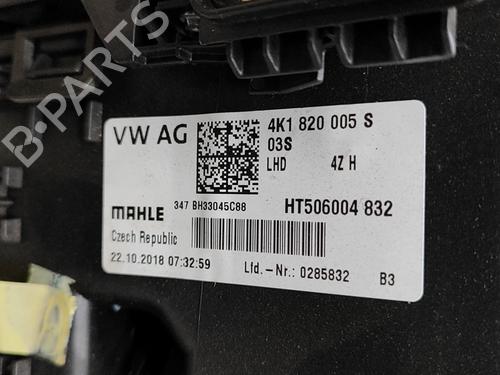 B-PARTS
VW AG
4K1 820 005 S
03S
LHD 4Z H
MAHLE
347 BH33045C88
HT506004 832
Czech Republic
22.10.2018 07:32:59
Lfd.-Nr.: 0285832 B3